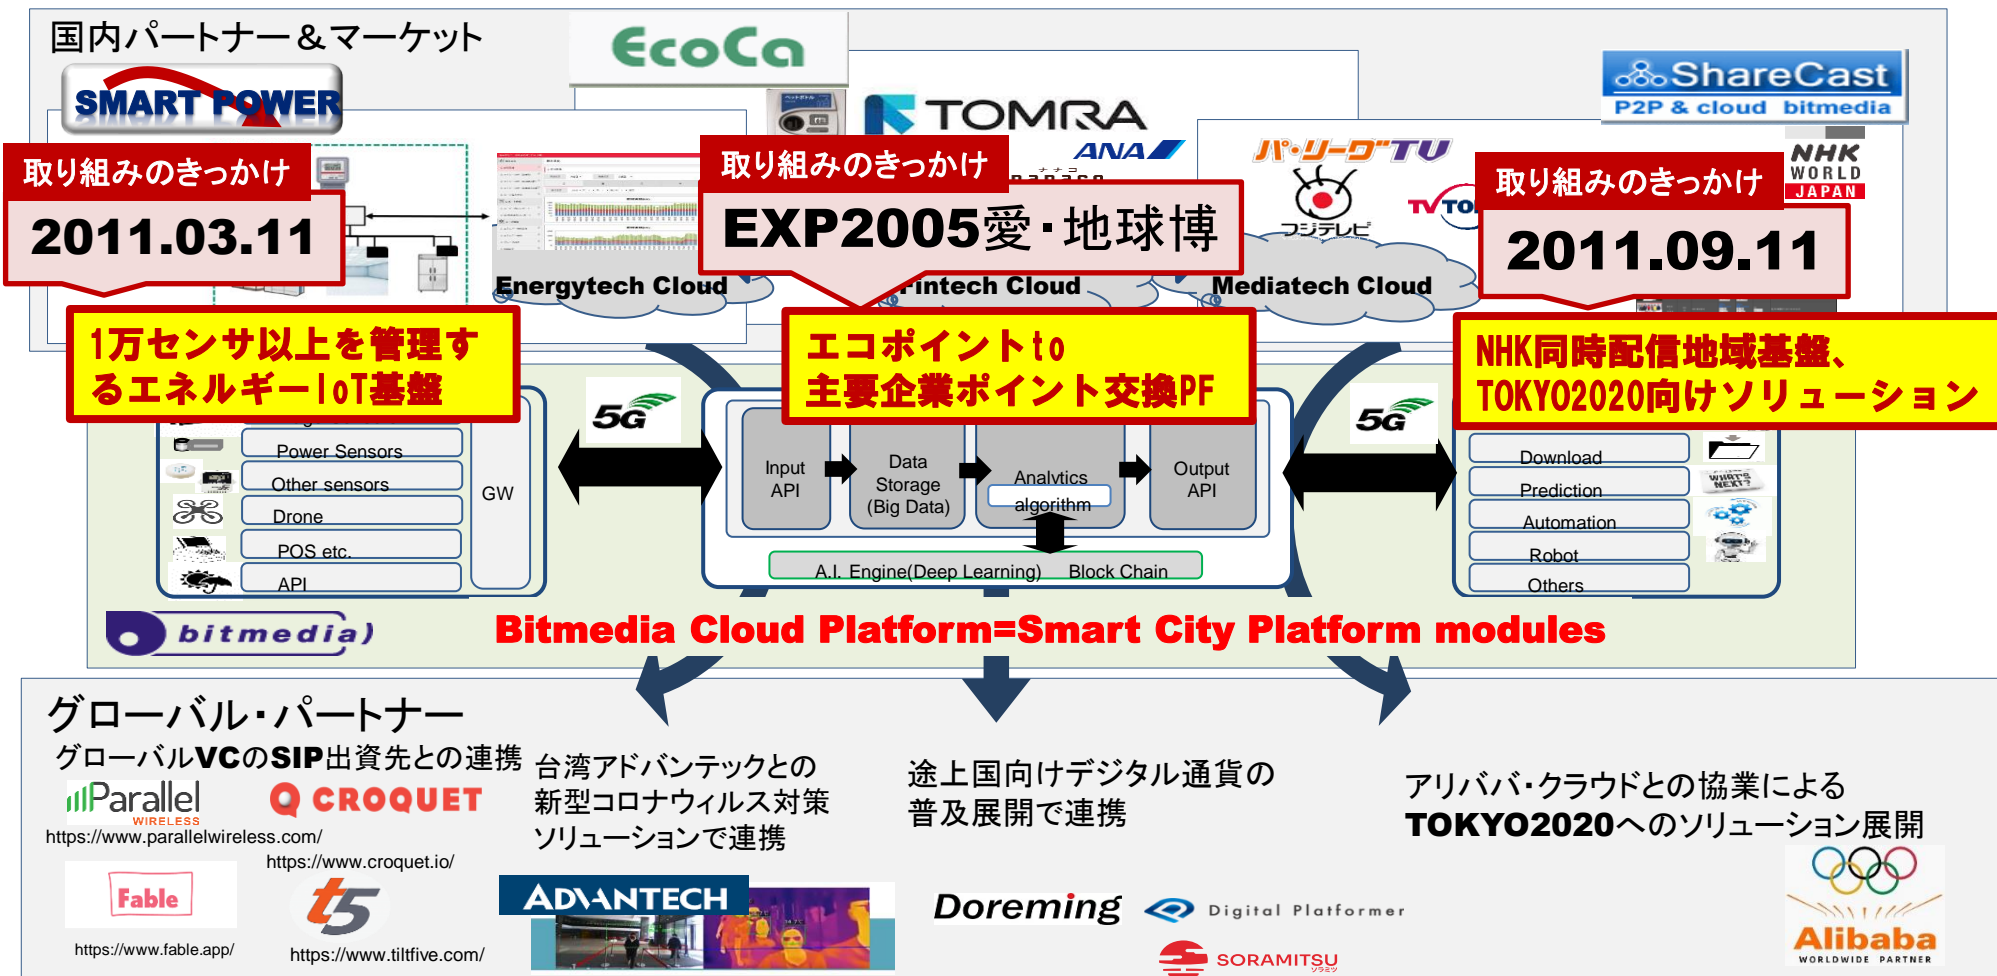 国内パートナー＆マーケット
SMART POWER
EcoCa
TOMRA
ANA
ナナコ
nanaco
ShareCast
P2P & cloud bitmedia
パ・リーグTV
フジテレビ
NHK
WORLD
JAPAN
取り組みのきっかけ
2011.03.11
取り組みのきっかけ
EXP2005愛・地球博
取り組みのきっかけ
2011.09.11
Energytech Cloud
Fintech Cloud
Mediatech Cloud
1万センサ以上を管理す
るエネルギーIoT基盤
エコポイントto
主要企業ポイント交換PF
NHK同時配信地域基盤、
TOKYO2020向けソリューション
5G
5G
Power Sensors
Other sensors
Drone
POS etc.
API
GW
Input
API
Data
Storage
(Big Data)
Analytics
algorithm
Output
API
A.I. Engine(Deep Learning) Block Chain
Download
Prediction
Automation
Robot
Others
WHAT'S
NEXT?
bitmedia
Bitmedia Cloud Platform=Smart City Platform modules
グローバル・パートナー
グローバルVCのSIP出資先との連携
Parallel
WIRELESS
https://www.parallelwireless.com/
CROQUET
https://www.croquet.io/
Fable
https://www.fable.app/
t5
https://www.tiltfive.com/
台湾アドバンテックとの
新型コロナウィルス対策
ソリューションで連携
ADVANTECH
途上国向けデジタル通貨の
普及展開で連携
Doreming
Digital Platformer
SORAMITSU
ソラミツ
アリババ・クラウドとの協業による
TOKYO2020へのソリューション展開
Alibaba
WORLDWIDE PARTNER